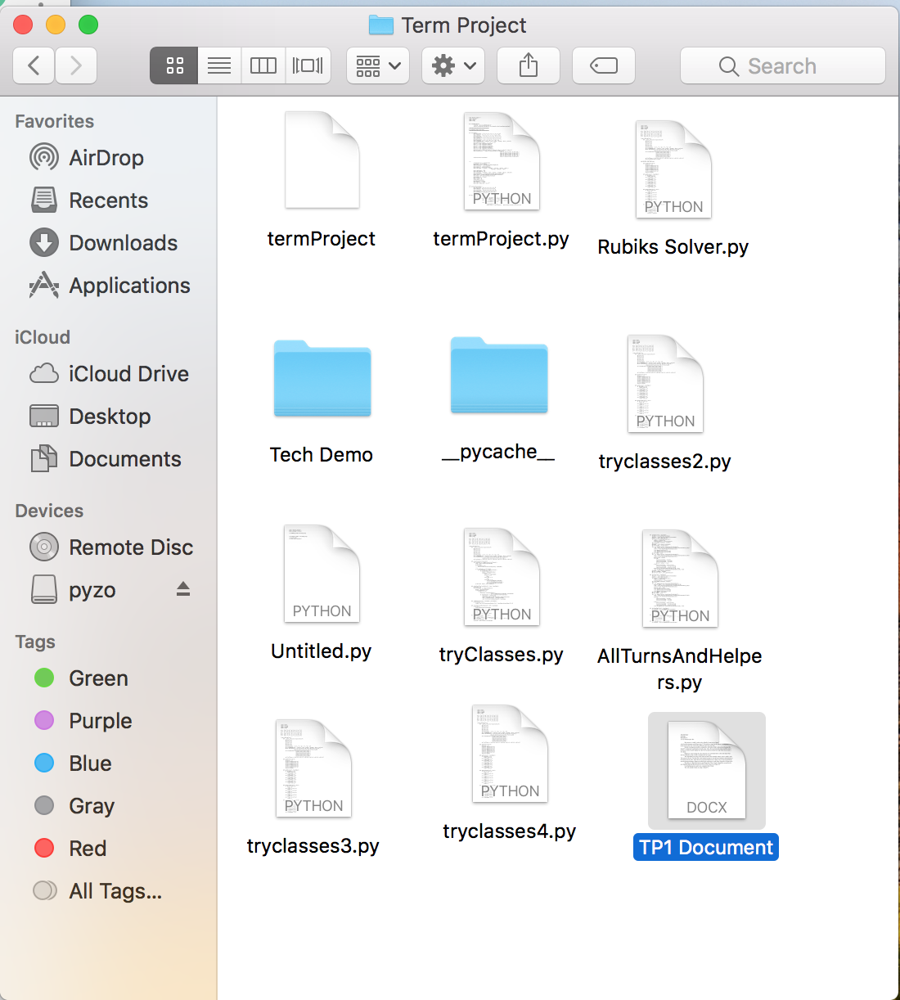 Term Project
Search
Favorites
AirDrop
Recents
Downloads
Applications
iCloud
iCloud Drive
Desktop
Documents
Devices
Remote Disc
pyzo
Tags
Green
Purple
Blue
Gray
Red
All Tags...
termProject
PYTHON
termProject.py
PYTHON
Rubiks Solver.py
Tech Demo
__pycache__
PYTHON
tryclasses2.py
PYTHON
Untitled.py
PYTHON
tryClasses.py
PYTHON
AllTurnsAndHelpe
rs.py
PYTHON
tryclasses3.py
PYTHON
tryclasses4.py
DOCX
TP1 Document